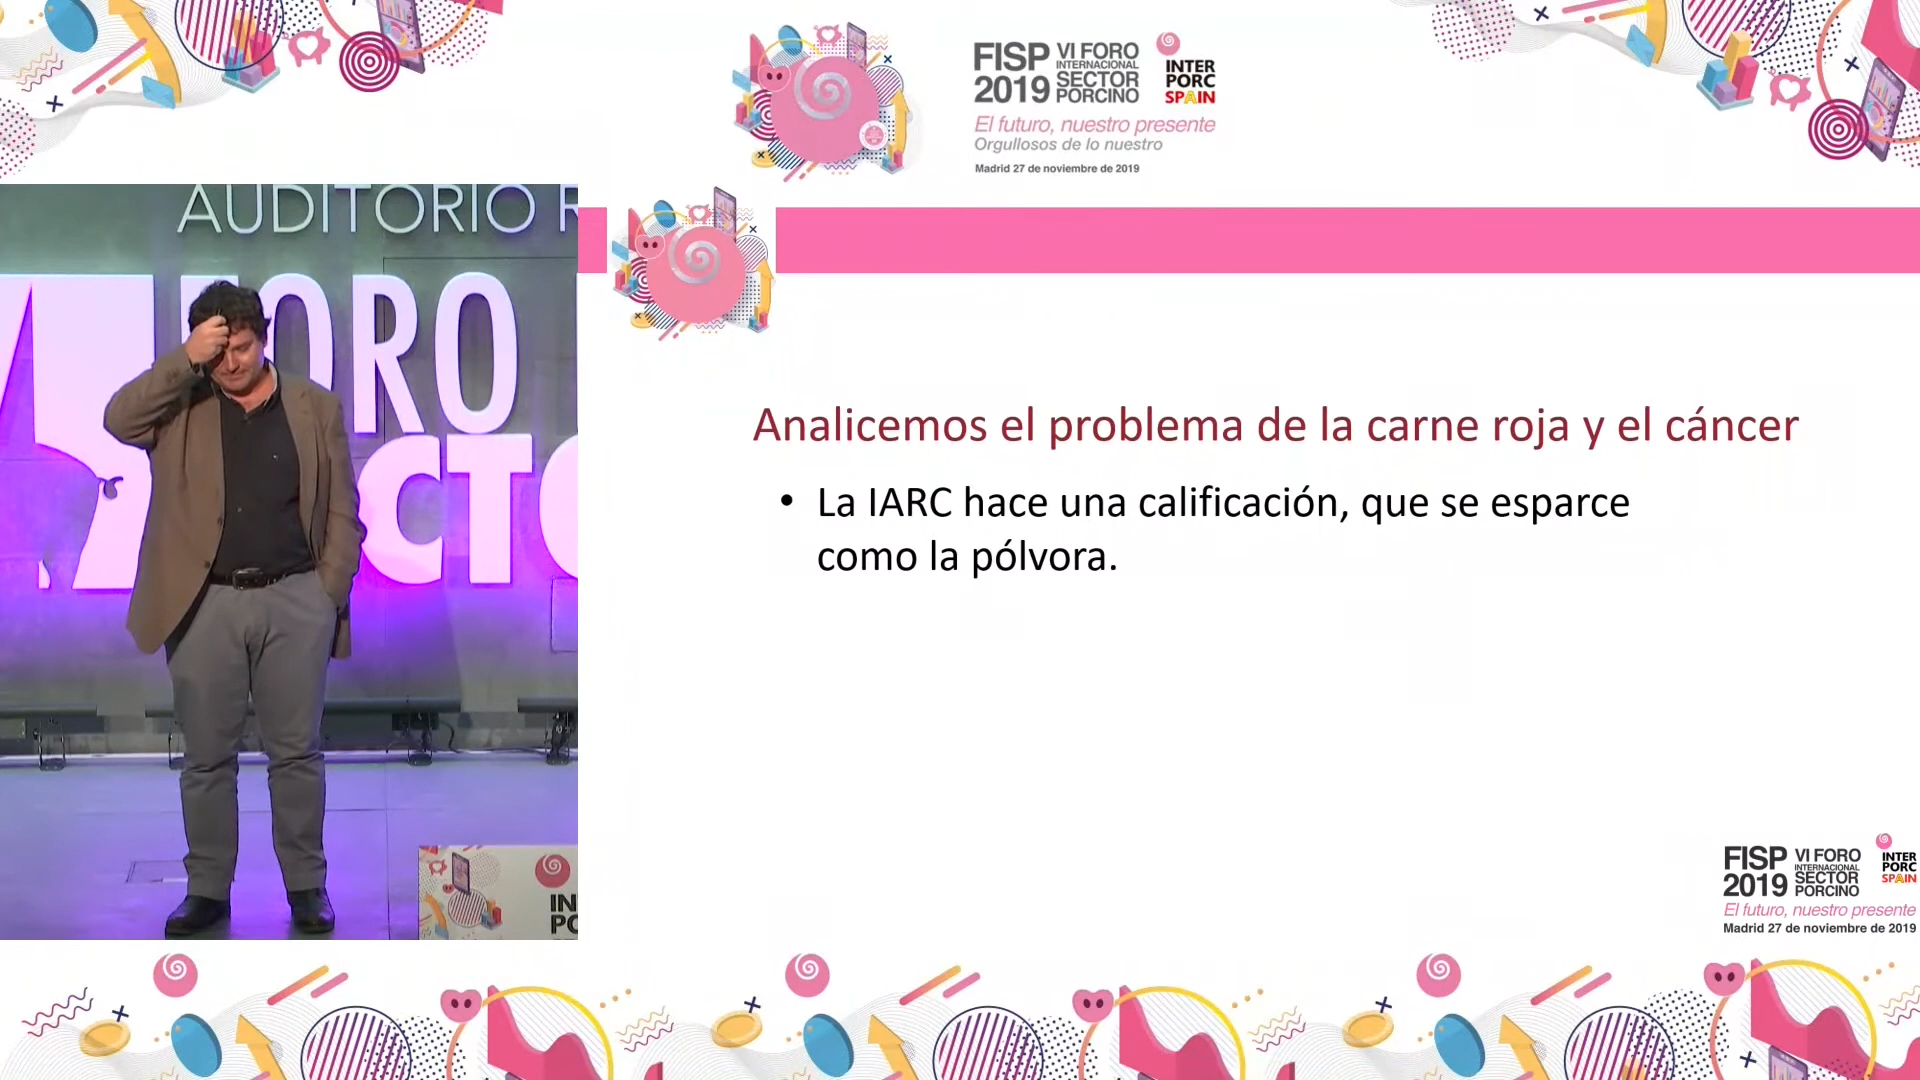 FISP 2019
VI FORO
INTERNACIONAL
SECTOR
PORCINO
INTER
PORC
SPAIN
El futuro, nuestro presente
Orgullosos de lo nuestro
Madrid 27 de noviembre de 2019
AUDITORIO R
FORO
Analicemos el problema de la carne roja y el cáncer
• La IARC hace una calificación, que se esparce
como la pólvora.
FISP 2019
VI FORO
INTERNACIONAL
SECTOR
PORCINO
INTER
PORC
SPAIN
El futuro, nuestro presente
Madrid 27 de noviembre de 2019